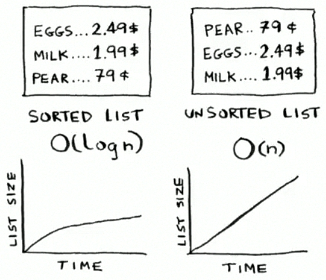 EGGS...2.49$
MILK....1.99$
PEAR....79¢
SORTED LIST
O(log n)
LIST SIZE
TIME
PEAR..79¢
EGGS...2.49$
MILK....1.99$
UNSORTED LIST
O(n)
LIST SIZE
TIME